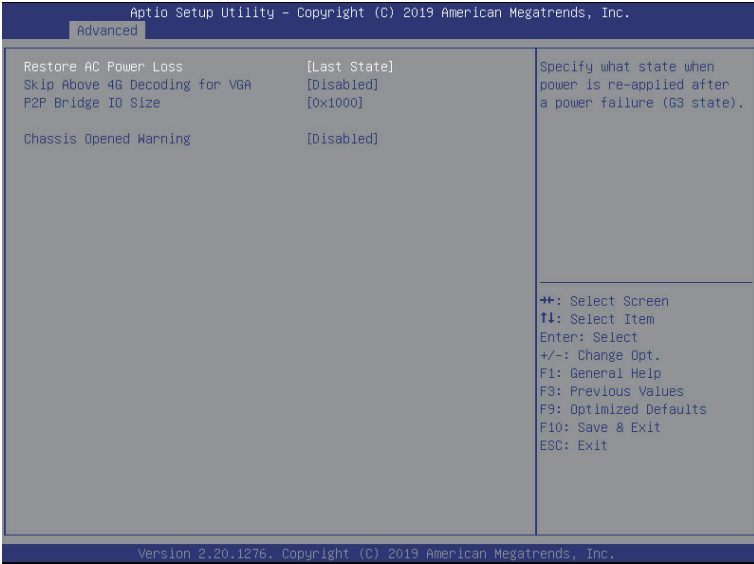 Aptio Setup Utility – Copyright (C) 2019 American Megatrends, Inc.
Advanced
Restore AC Power Loss [Last State]
Skip Above 4G Decoding for VGA [Disabled]
P2P Bridge IO Size [0x1000]
Chassis Opened Warning [Disabled]
Specify what state when
power is re-applied after
a power failure (G3 state).
→←: Select Screen
↑↓: Select Item
Enter: Select
+/-: Change Opt.
F1: General Help
F3: Previous Values
F9: Optimized Defaults
F10: Save & Exit
ESC: Exit
Version 2.20.1276. Copyright (C) 2019 American Megatrends, Inc.